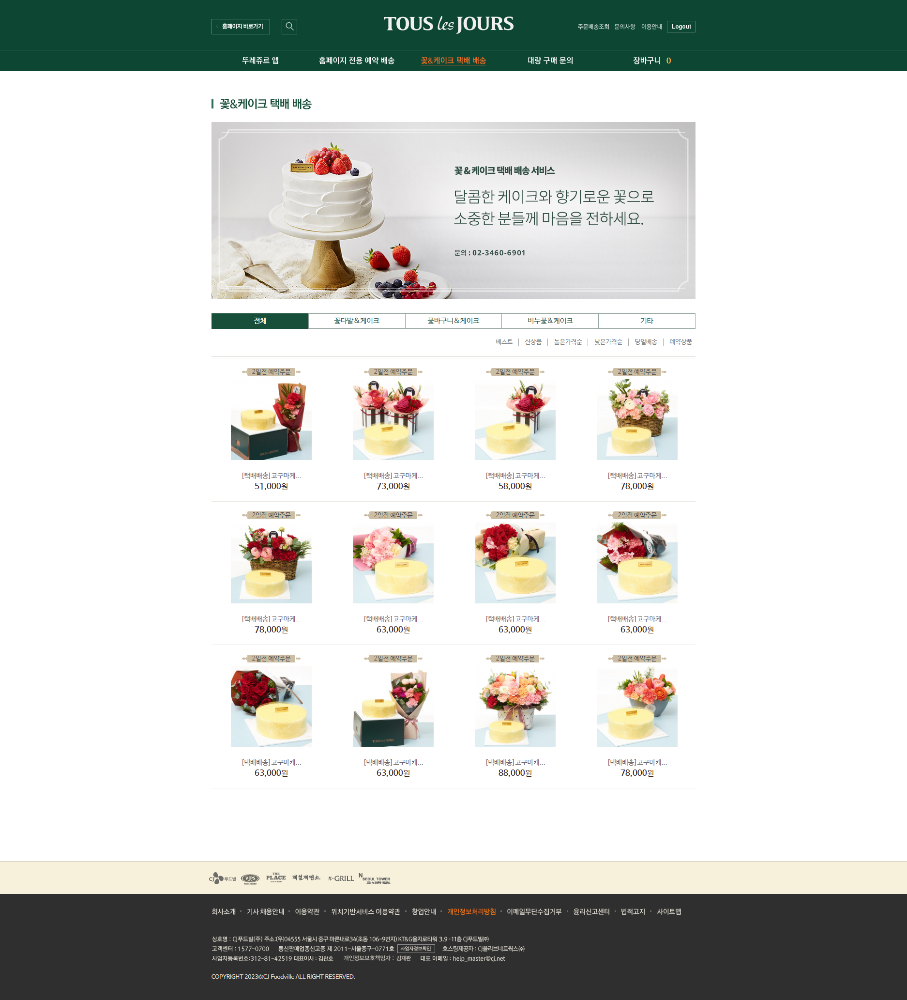 홈페이지 바로가기
TOUS les JOURS
주문배송조회 문의사항 이용안내 Logout
뚜레쥬르 앱 홈페이지 전용 예약 배송 꽃&케이크 택배 배송 대량 구매 문의 장바구니 0
꽃&케이크 택배 배송
PREMIUM CAKE
꽃 & 케이크 택배 배송 서비스
달콤한 케이크와 향기로운 꽃으로
소중한 분들께 마음을 전하세요.
문의 : 02-3460-6901
전체 꽃다발&케이크 꽃바구니&케이크 비누꽃&케이크 기타
베스트 신상품 높은가격순 낮은가격순 당일배송 예약상품
2일전 예약주문 2일전 예약주문 2일전 예약주문 2일전 예약주문
TOUS les JOURS
[택배배송] 고구마케... [택배배송] 고구마케... [택배배송] 고구마케... [택배배송] 고구마케...
51,000원 73,000원 58,000원 78,000원
2일전 예약주문 2일전 예약주문 2일전 예약주문 2일전 예약주문
[택배배송] 고구마케... [택배배송] 고구마케... [택배배송] 고구마케... [택배배송] 고구마케...
78,000원 63,000원 63,000원 63,000원
2일전 예약주문 2일전 예약주문 2일전 예약주문 2일전 예약주문
TOUS les JOURS
[택배배송] 고구마케... [택배배송] 고구마케... [택배배송] 고구마케... [택배배송] 고구마케...
63,000원 63,000원 88,000원 78,000원
CJ 푸드빌 VIPS THE PLACE 제일제면소 n·GRILL N SEOUL TOWER
회사소개 기사 채용안내 이용약관 위치기반서비스 이용약관 창업안내 개인정보처리방침 이메일무단수집거부 윤리신고센터 법적고지 사이트맵
상호명 : CJ푸드빌(주) 주소:(우)04555 서울시 중구 마른내로34(초동 106-9번지) KT&G을지로타워 3,9-11층 CJ푸드빌㈜
고객센터 : 1577-0700 통신판매업종신고증 제 2011-서울중구-0771호 사업자정보확인 호스팅제공자 : CJ올리브네트웍스㈜
사업자등록번호:312-81-42519 대표이사 : 김찬호 개인정보보호책임자 : 김재완 대표 이메일 : help_master@cj.net
COPYRIGHT 2023©CJ Foodville ALL RIGHT RESERVED.